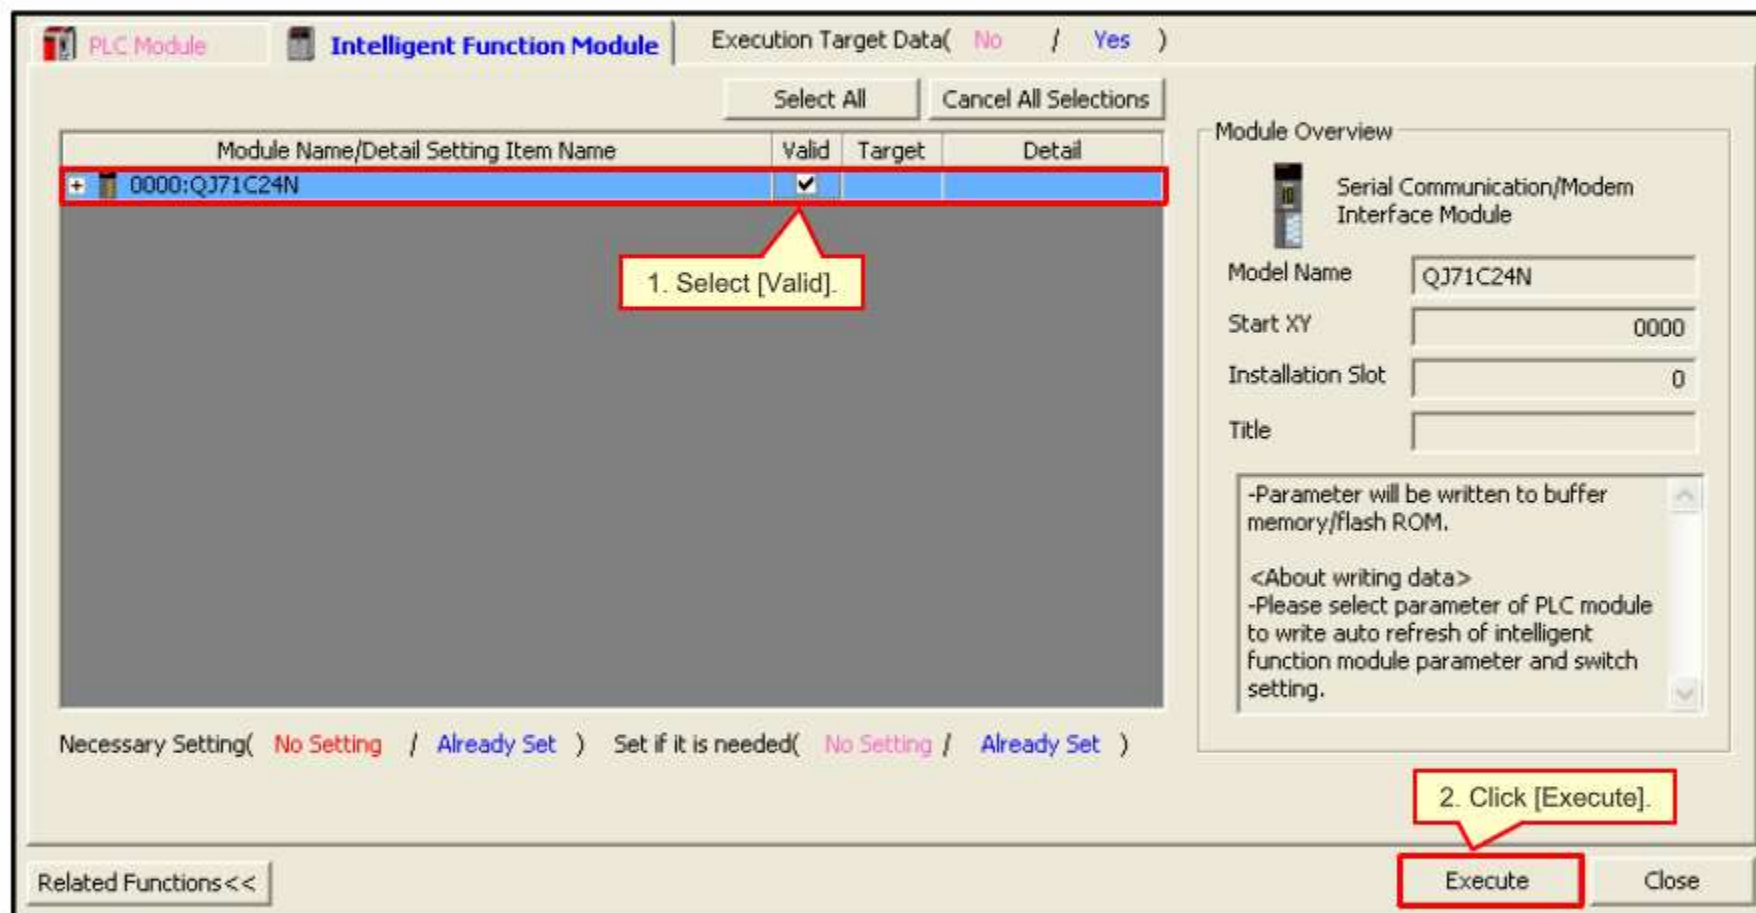 PLC Module
Intelligent Function Module
Execution Target Data( No / Yes )
Select All
Cancel All Selections
Module Name/Detail Setting Item Name Valid Target Detail
0000:QJ71C24N
1. Select [Valid].
Module Overview
Serial Communication/Modem
Interface Module
Model Name QJ71C24N
Start XY 0000
Installation Slot 0
Title
-Parameter will be written to buffer
memory/flash ROM.
<About writing data>
-Please select parameter of PLC module
to write auto refresh of intelligent
function module parameter and switch
setting.
Necessary Setting( No Setting / Already Set ) Set if it is needed( No Setting / Already Set )
2. Click [Execute].
Related Functions<<
Execute
Close